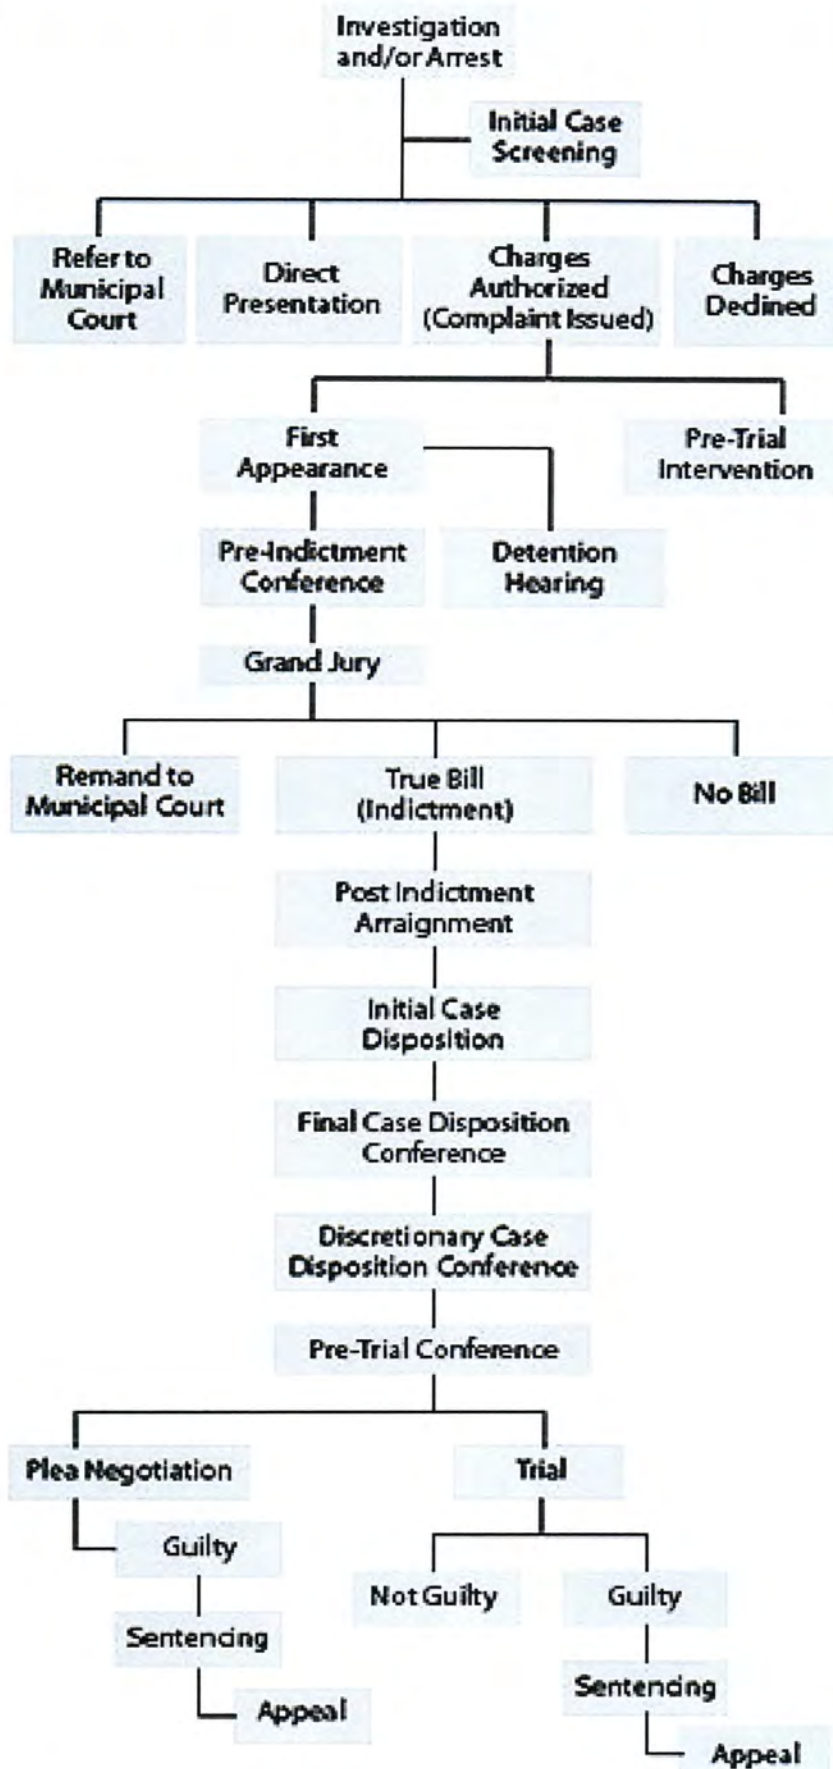 Investigation
and/or Arrest
Initial Case
Screening
Refer to
Municipal
Court
Direct
Presentation
Charges
Authorized
(Complaint Issued)
Charges
Declined
First
Appearance
Pre-Trial
Intervention
Pre-Indictment
Conference
Detention
Hearing
Grand Jury
Remand to
Municipal Court
True Bill
(Indictment)
No Bill
Post Indictment
Arraignment
Initial Case
Disposition
Final Case Disposition
Conference
Discretionary Case
Disposition Conference
Pre-Trial Conference
Plea Negotiation
Trial
Guilty
Not Guilty
Guilty
Sentencing
Sentencing
Appeal
Appeal